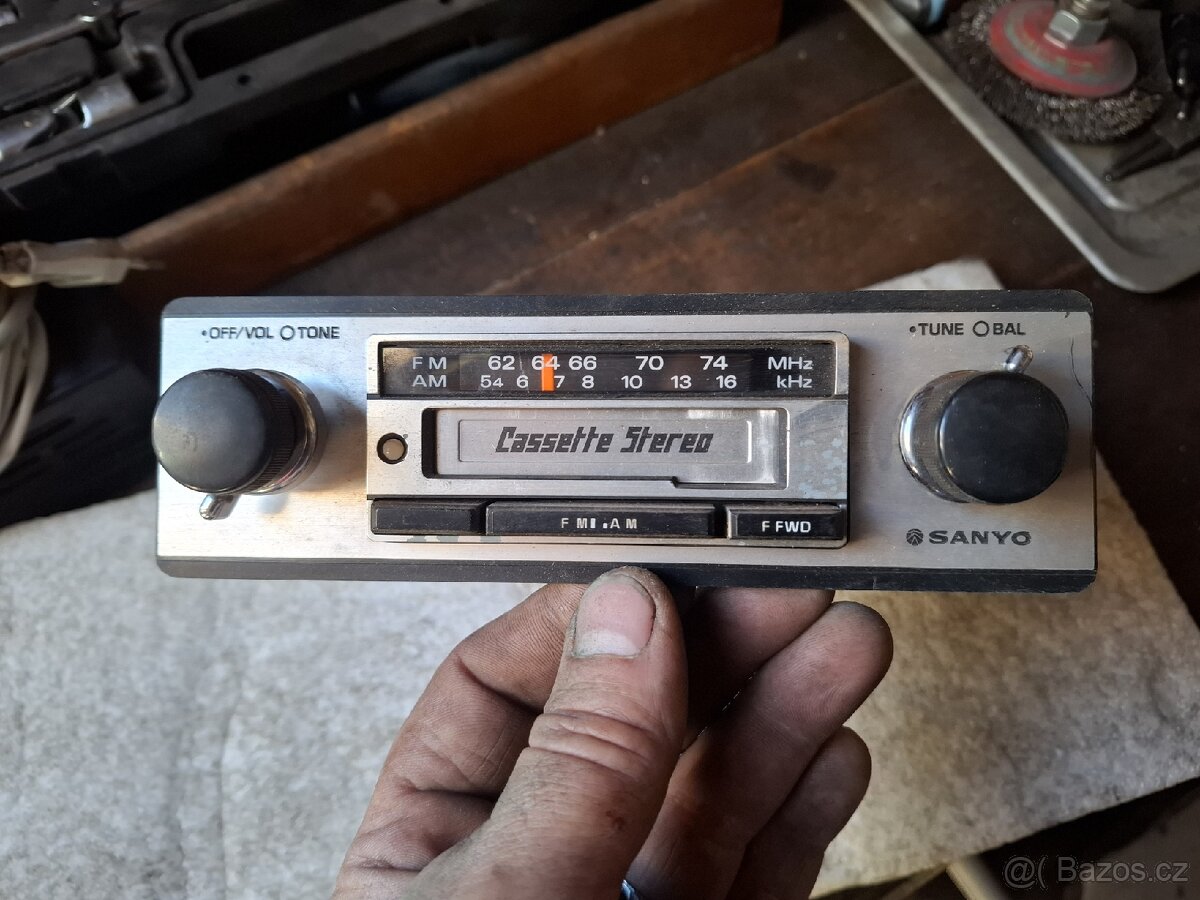 •OFF/VOL O TONE
•TUNE O BAL
FM 62 64 66 70 74 MHz
AM 54 6 7 8 10 13 16 kHz
Cassette Stereo
FM .AM
F FWD
SANYO
@( Bazos.cz